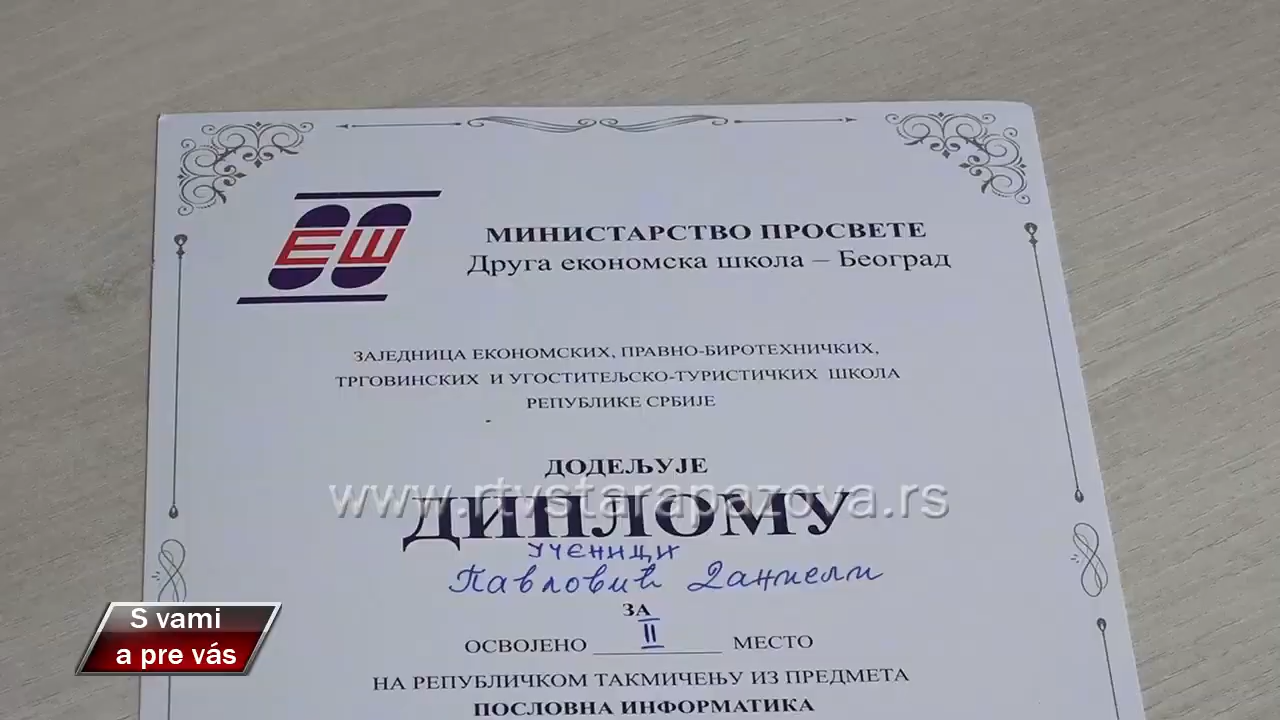 ЕШ
МИНИСТАРСТВО ПРОСВЕТЕ
Друга економска школа – Београд
ЗАЈЕДНИЦА ЕКОНОМСКИХ, ПРАВНО-БИРОТЕХНИЧКИХ,
ТРГОВИНСКИХ И УГОСТИТЕЉСКО-ТУРИСТИЧКИХ ШКОЛА
РЕПУБЛИКЕ СРБИЈЕ
ДОДЕЉУЈЕ
www.rtvstarapazova.rs
ДИПЛОМУ
УЧЕНИЦИ
Павловић Данијели
ЗА
ОСВОЈЕНО II МЕСТО
НА РЕПУБЛИЧКОМ ТАКМИЧЕЊУ ИЗ ПРЕДМЕТА
ПОСЛОВНА ИНФОРМАТИКА
S vami
a pre vás